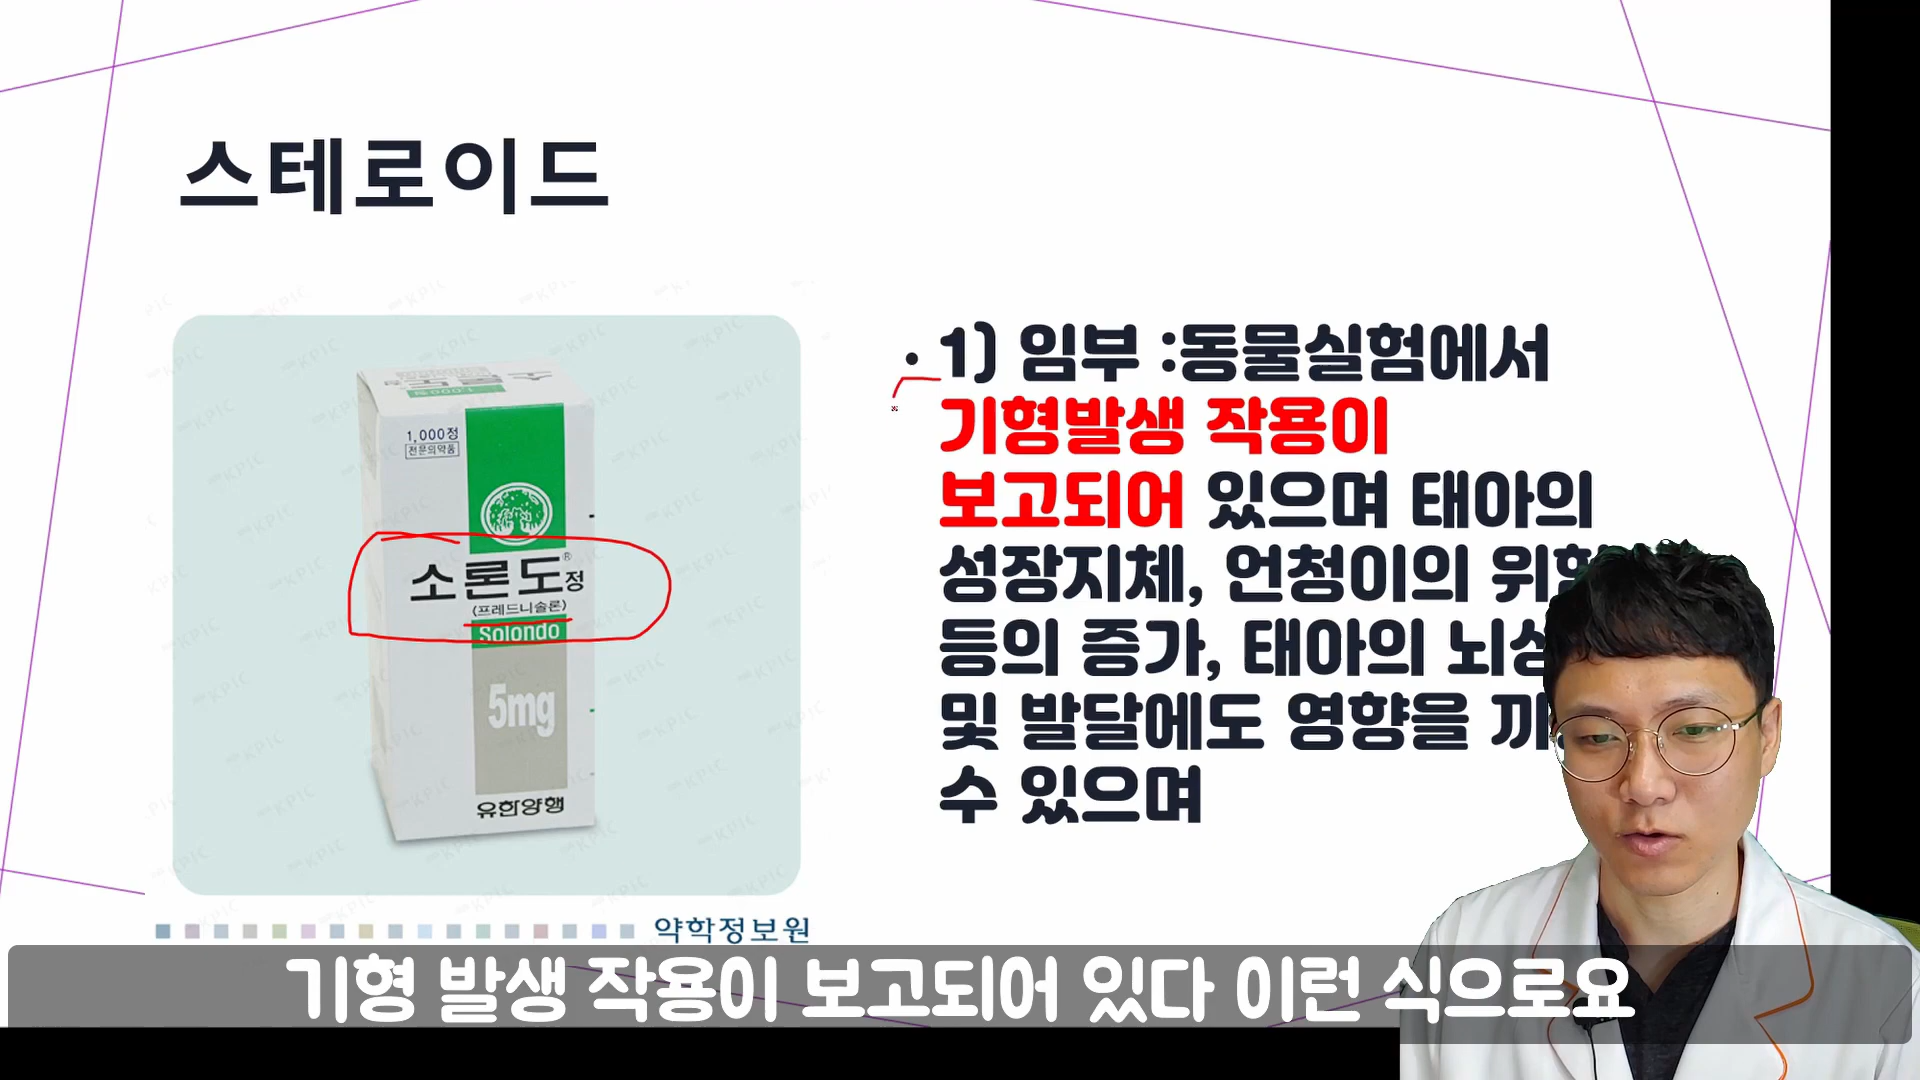 스테로이드
1,000정
전문의약품
소론도정
®
(프레드니솔론)
Solondo
5mg
유한양행
약학정보원
• 1) 임부 :동물실험에서
기형발생 작용이
보고되어 있으며 태아의
성장지체, 언청이의
등의 증가, 태아의
및 발달에도 영향을
수 있으며
기형 발생 작용이 보고되어 있다 이런 식으로요